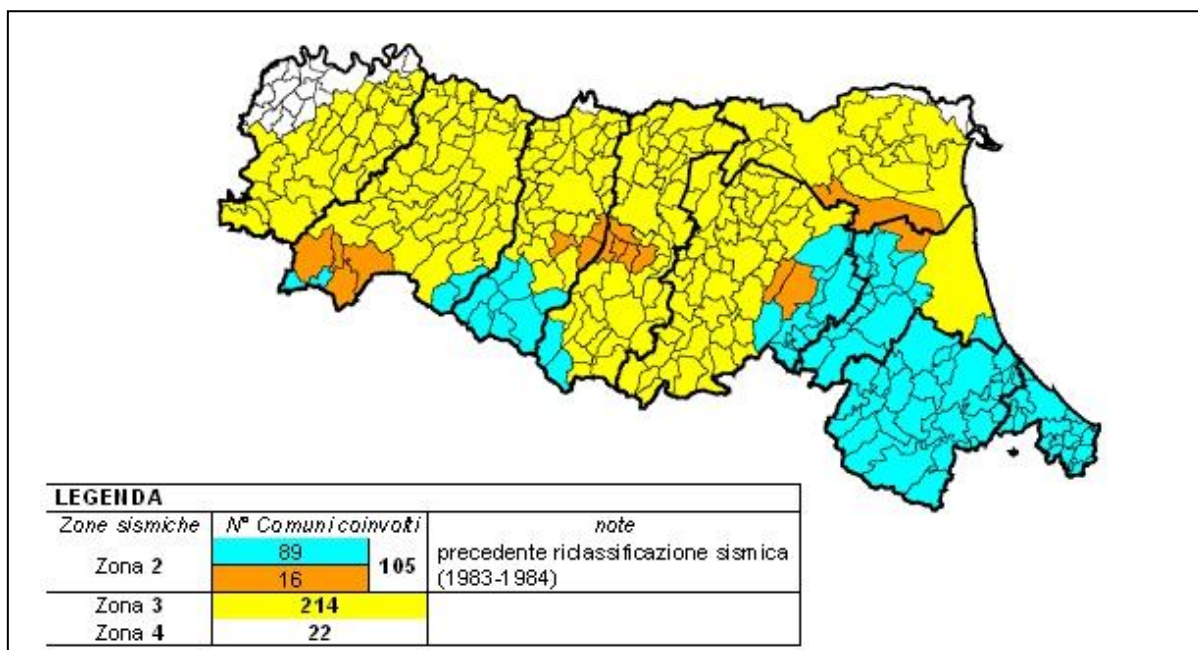 LEGENDA
Zone sismiche N° Comuni coinvolti note
Zona 2 89 105 precedente riclassificazione sismica
16 (1983-1984)
Zona 3 214
Zona 4 22